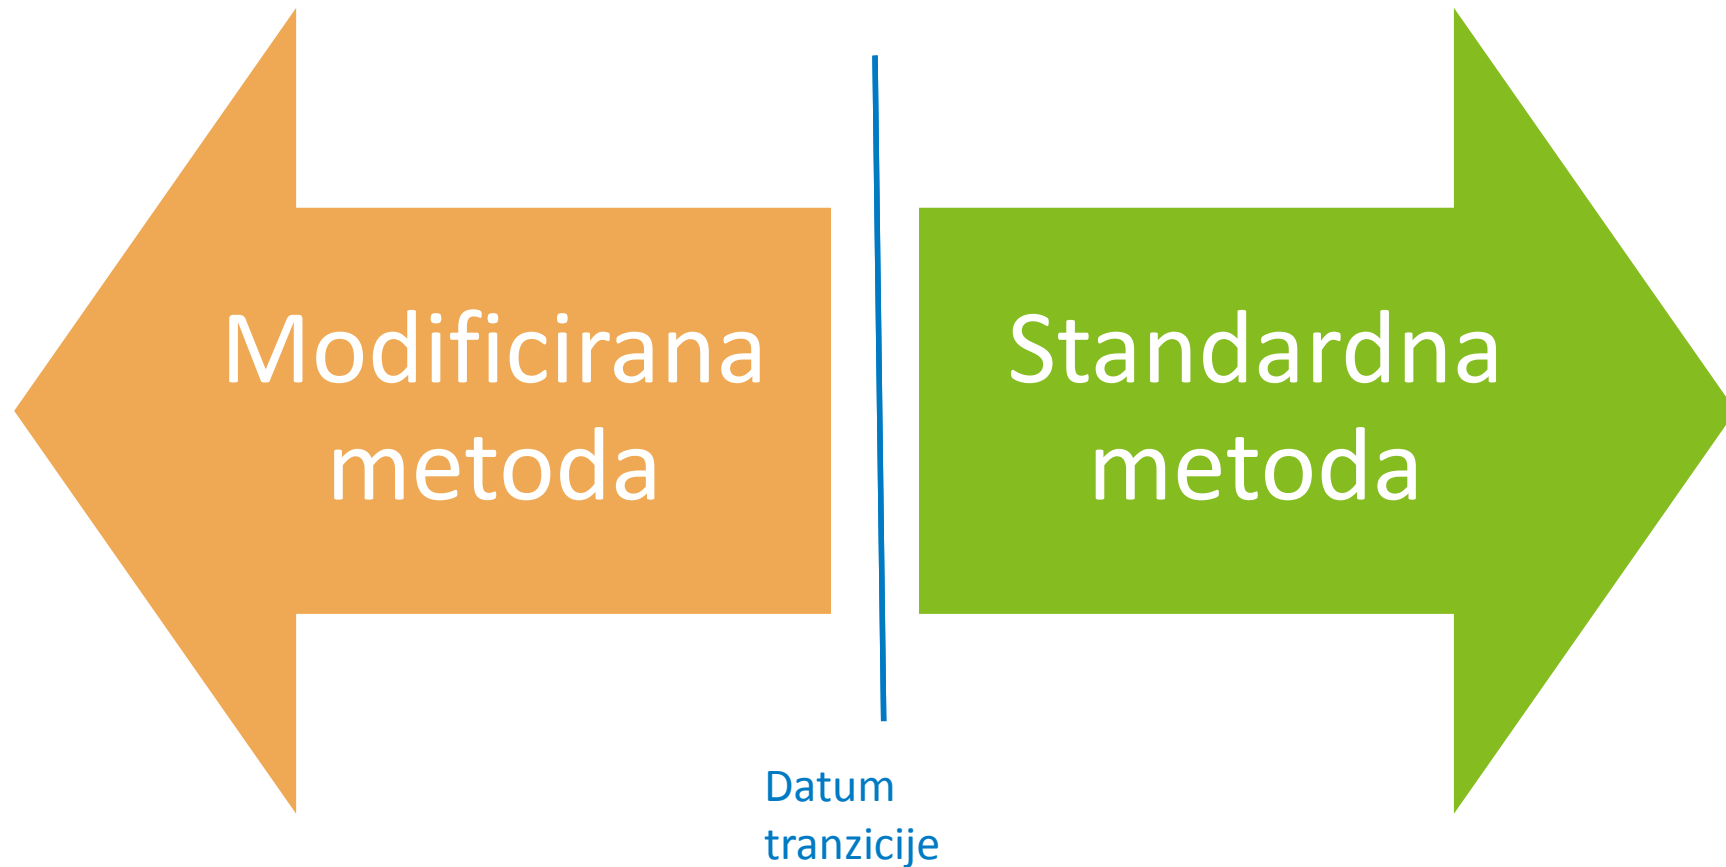 Modificirana
metoda
Standardna
metoda
Datum
tranzicije